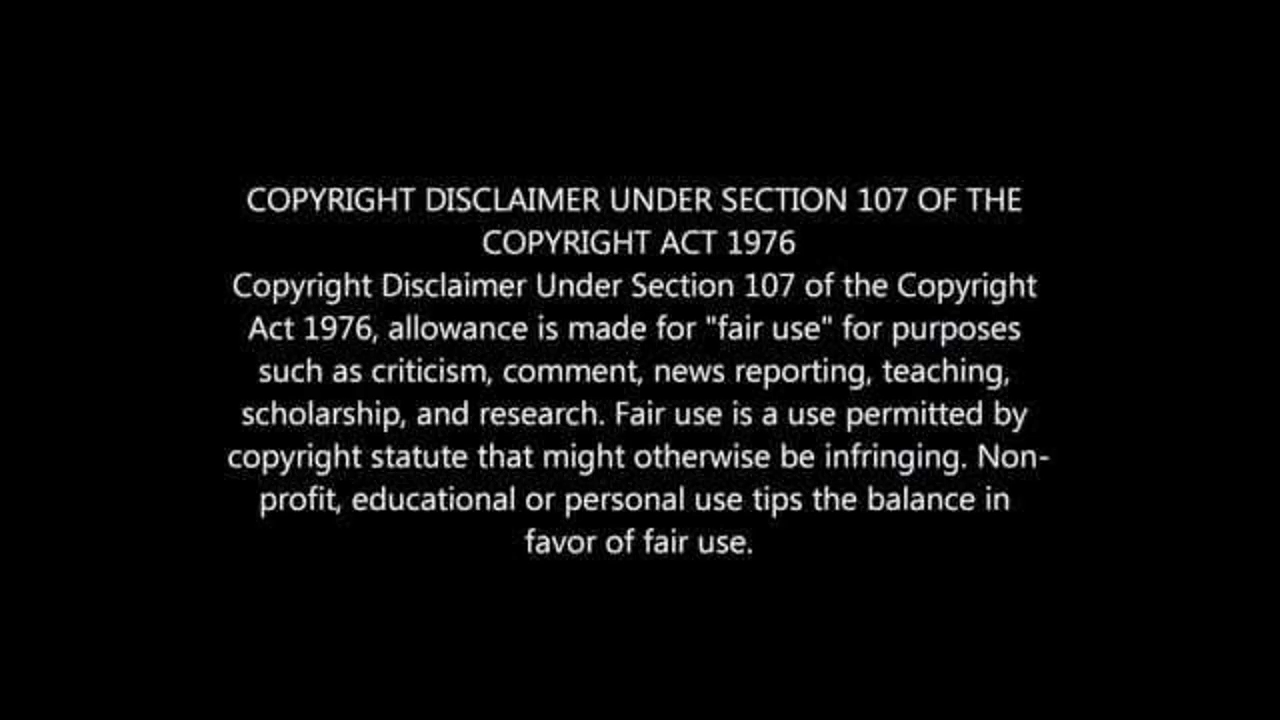 COPYRIGHT DISCLAIMER UNDER SECTION 107 OF THE
COPYRIGHT ACT 1976
Copyright Disclaimer Under Section 107 of the Copyright
Act 1976, allowance is made for "fair use" for purposes
such as criticism, comment, news reporting, teaching,
scholarship, and research. Fair use is a use permitted by
copyright statute that might otherwise be infringing. Non-
profit, educational or personal use tips the balance in
favor of fair use.